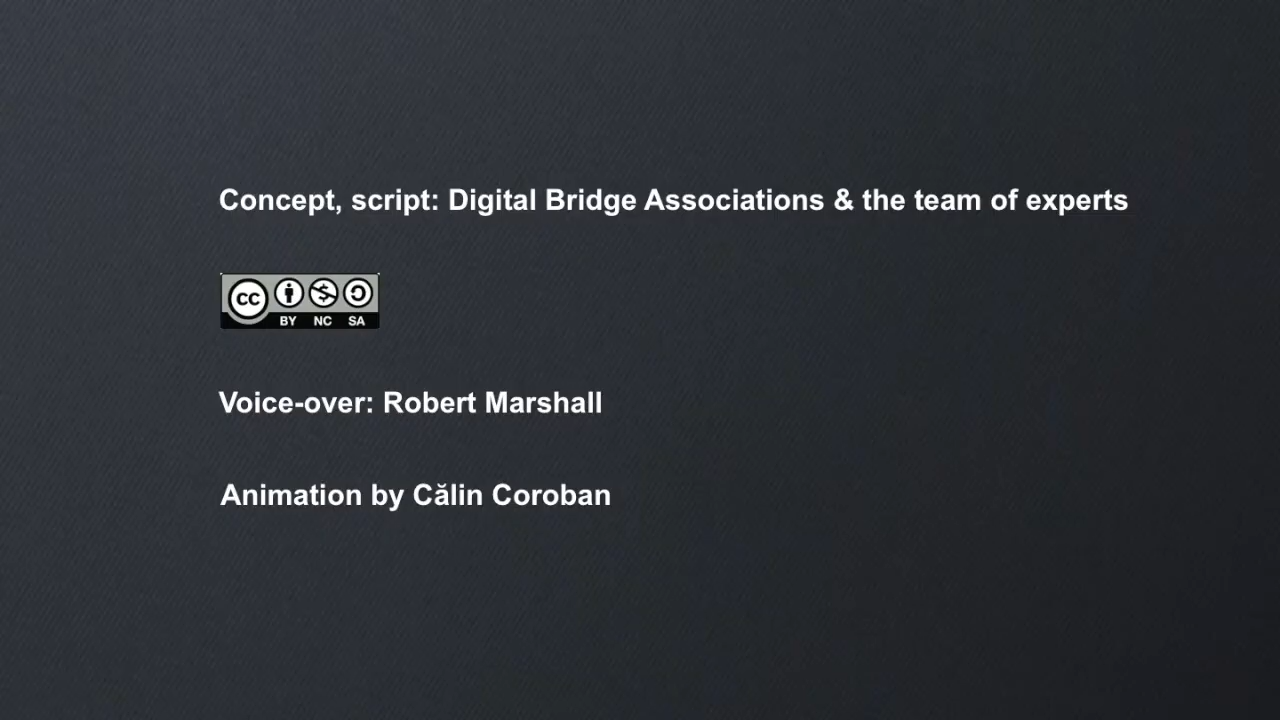 Concept, script: Digital Bridge Associations & the team of experts
cc
BY NC SA
Voice-over: Robert Marshall
Animation by Călin Coroban